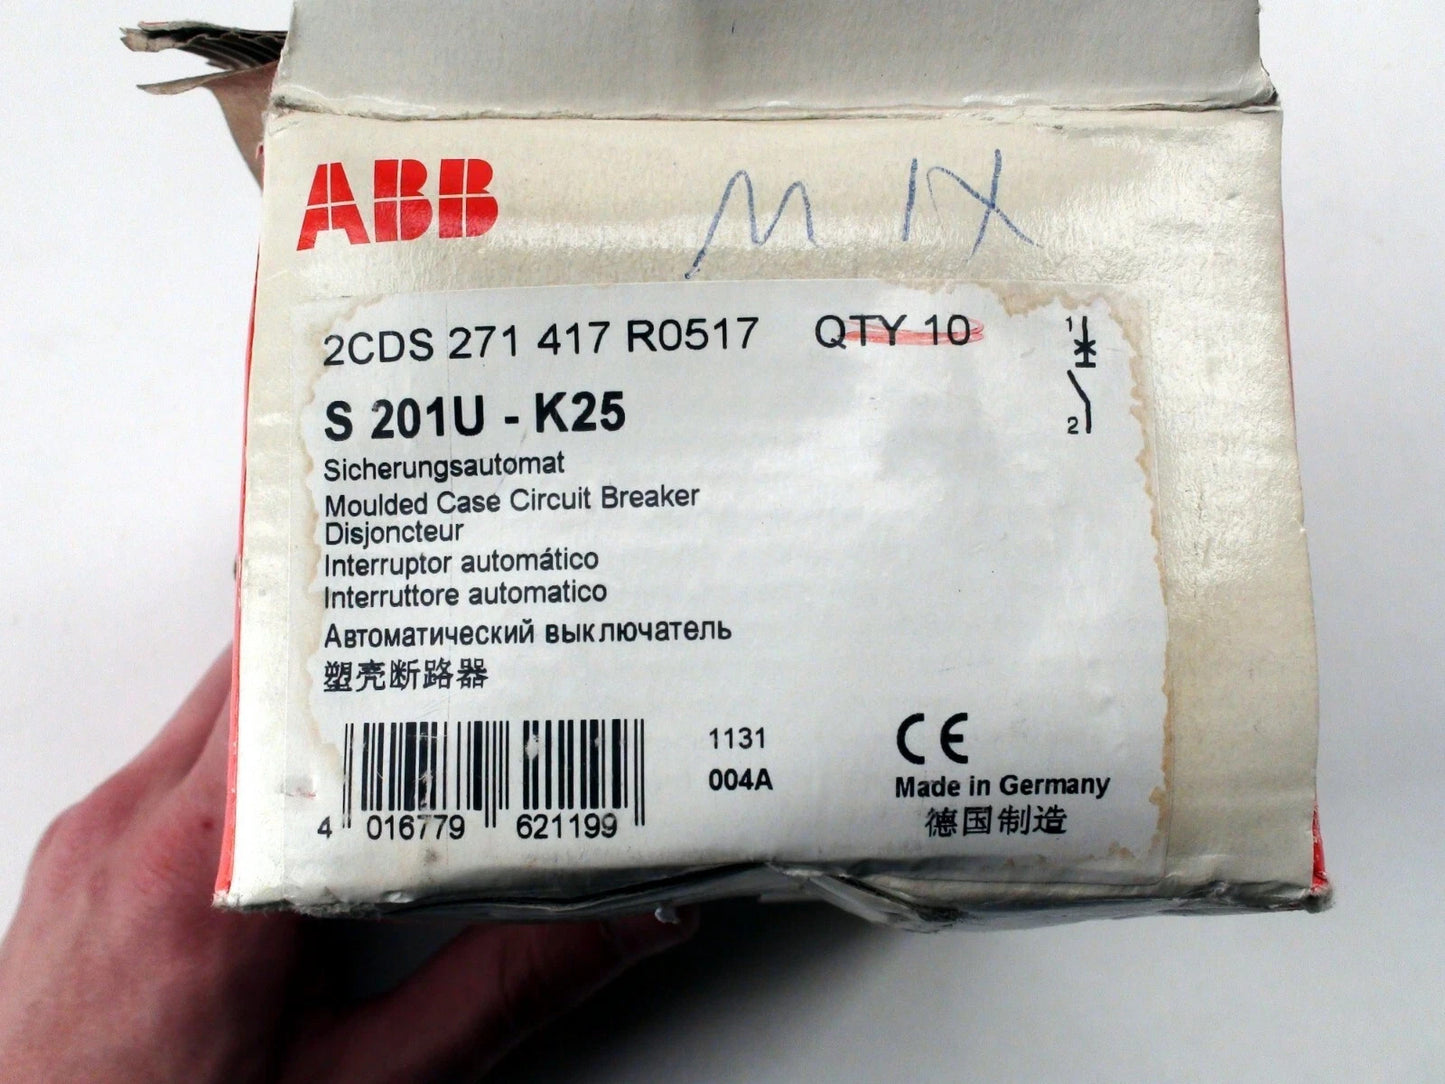 ABB
M IX
2CDS 271 417 R0517 QTY 10
S 201U - K25
Sicherungsautomat
Moulded Case Circuit Breaker
Disjoncteur
Interruptor automático
Interruttore automatico
Автоматический выключатель
塑壳断路器
1
2
1131
004A
4 016779 621199
CE
Made in Germany
德国制造